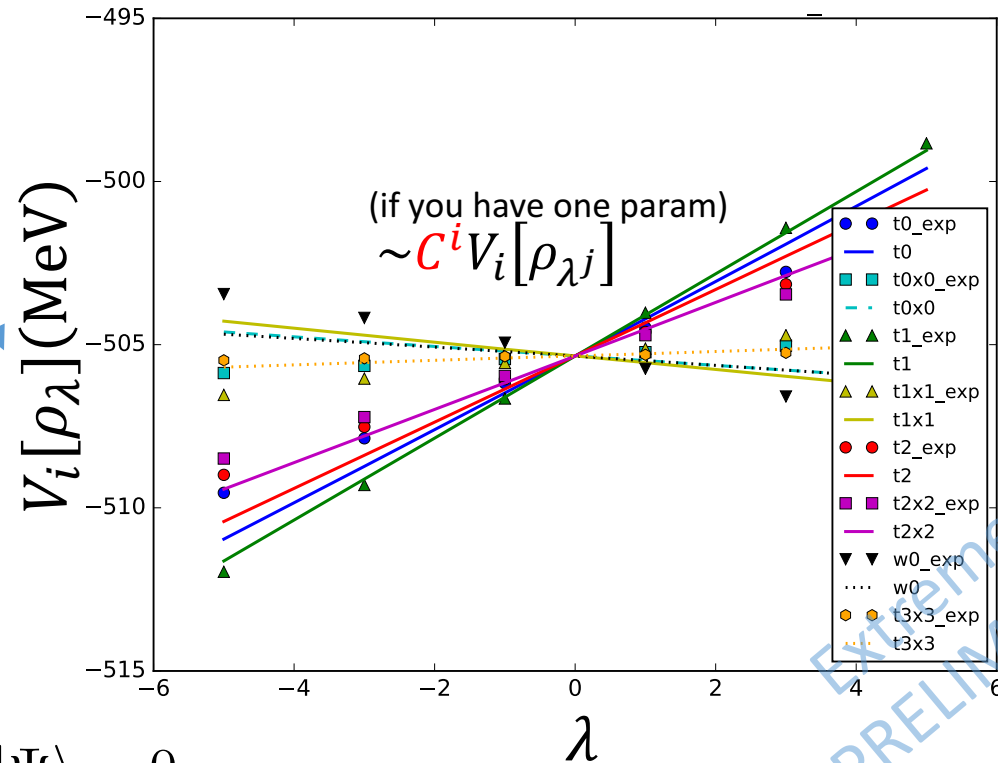 −495
−500
−505
−510
−515
V_i[ρ_λ](MeV)
(if you have one param)
~C^i V_i[ρ_{λ^j}]
t0_exp
t0
t0x0_exp
t0x0
t1_exp
t1
t1x1_exp
t1x1
t2_exp
t2
t2x2_exp
t2x2
w0_exp
w0
t3x3_exp
t3x3
−6 −4 −2 0 2 4 6
λ